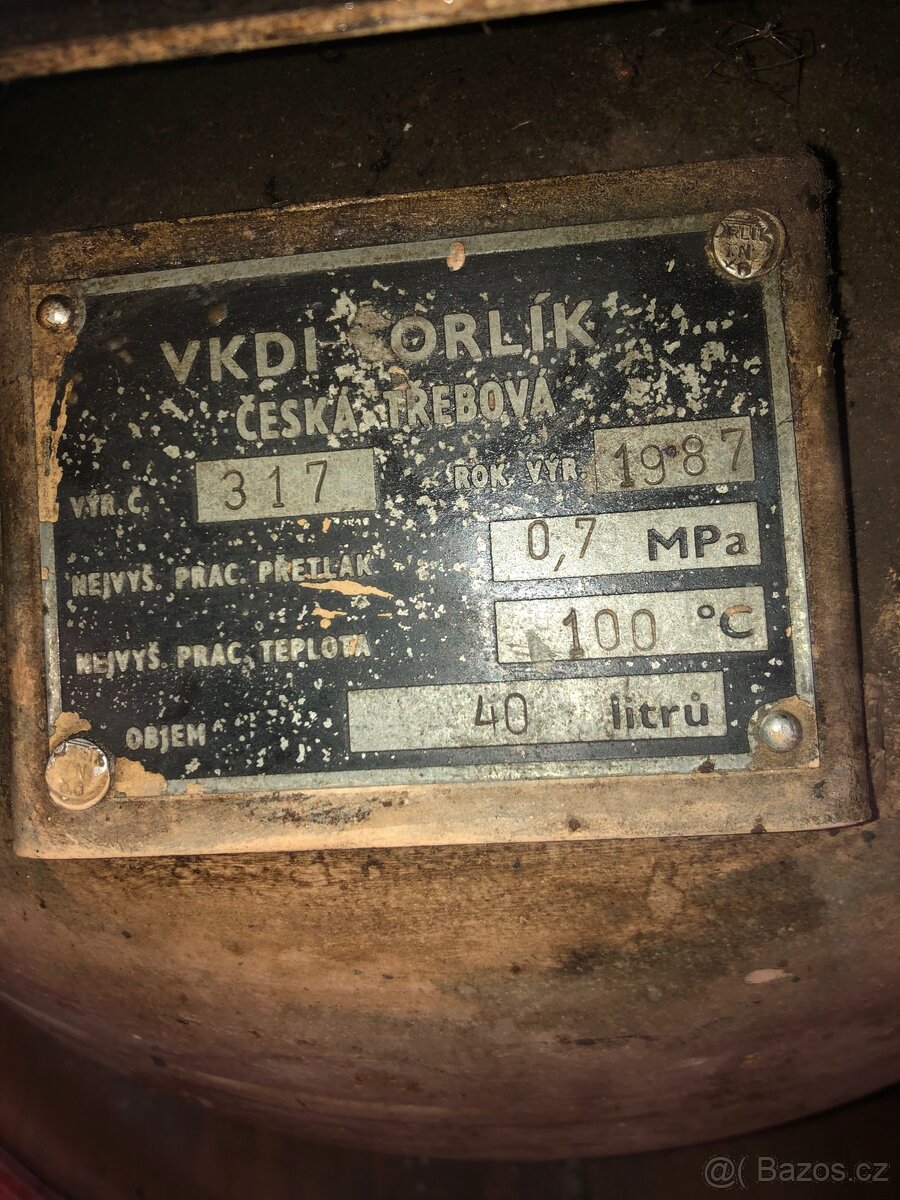 VKDI ORLÍK
ČESKÁ TŘEBOVÁ
VÝR.Č. 317 ROK VÝR. 1987
NEJVYŠ. PRAC. PŘETLAK 0,7 MPa
NEJVYŠ. PRAC. TEPLOTA 100 °C
OBJEM 40 litrů
@( Bazos.cz